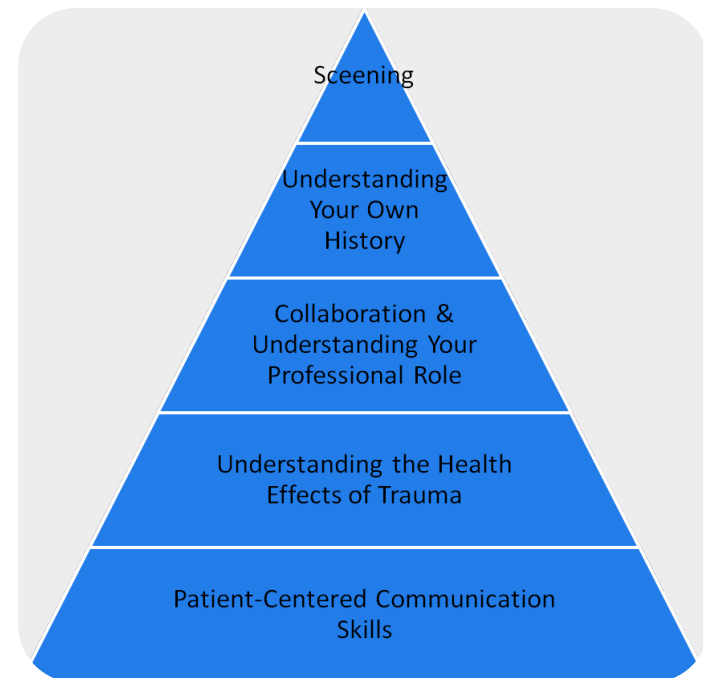 Sceening
Understanding
Your Own
History
Collaboration &
Understanding Your
Professional Role
Understanding the Health
Effects of Trauma
Patient-Centered Communication
Skills